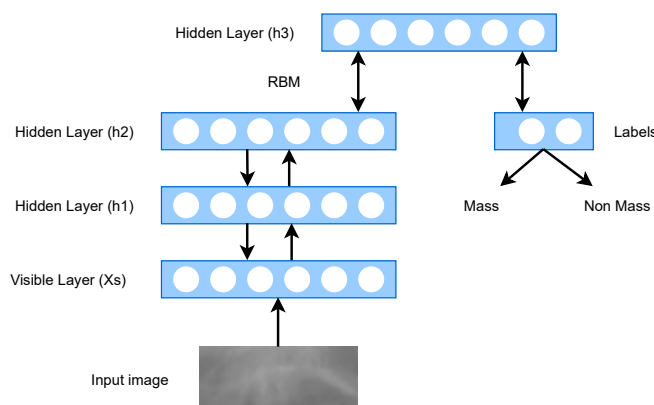 Hidden Layer (h3)
RBM
Hidden Layer (h2)
Labels
Hidden Layer (h1)
Mass
Non Mass
Visible Layer (Xs)
Input image